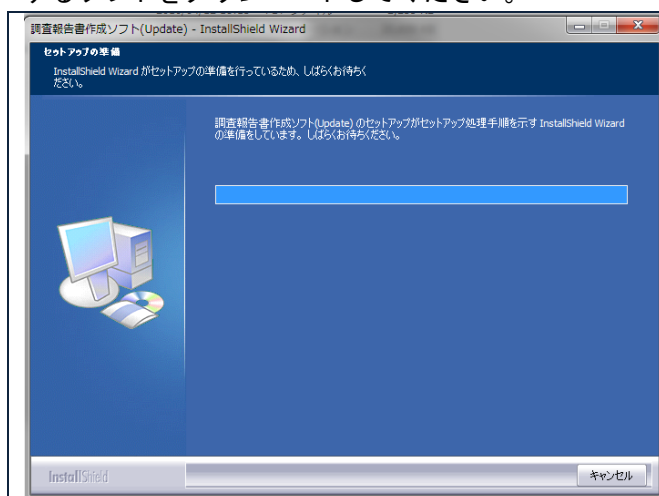 調査報告書作成ソフト(Update) - InstallShield Wizard
セットアップの準備
InstallShield Wizard がセットアップの準備を行っているため、しばらくお待ちく
ださい。
調査報告書作成ソフト(Update) のセットアップがセットアップ処理手順を示す InstallShield Wizard
の準備をしています。しばらくお待ちください。
InstallShield
キャンセル